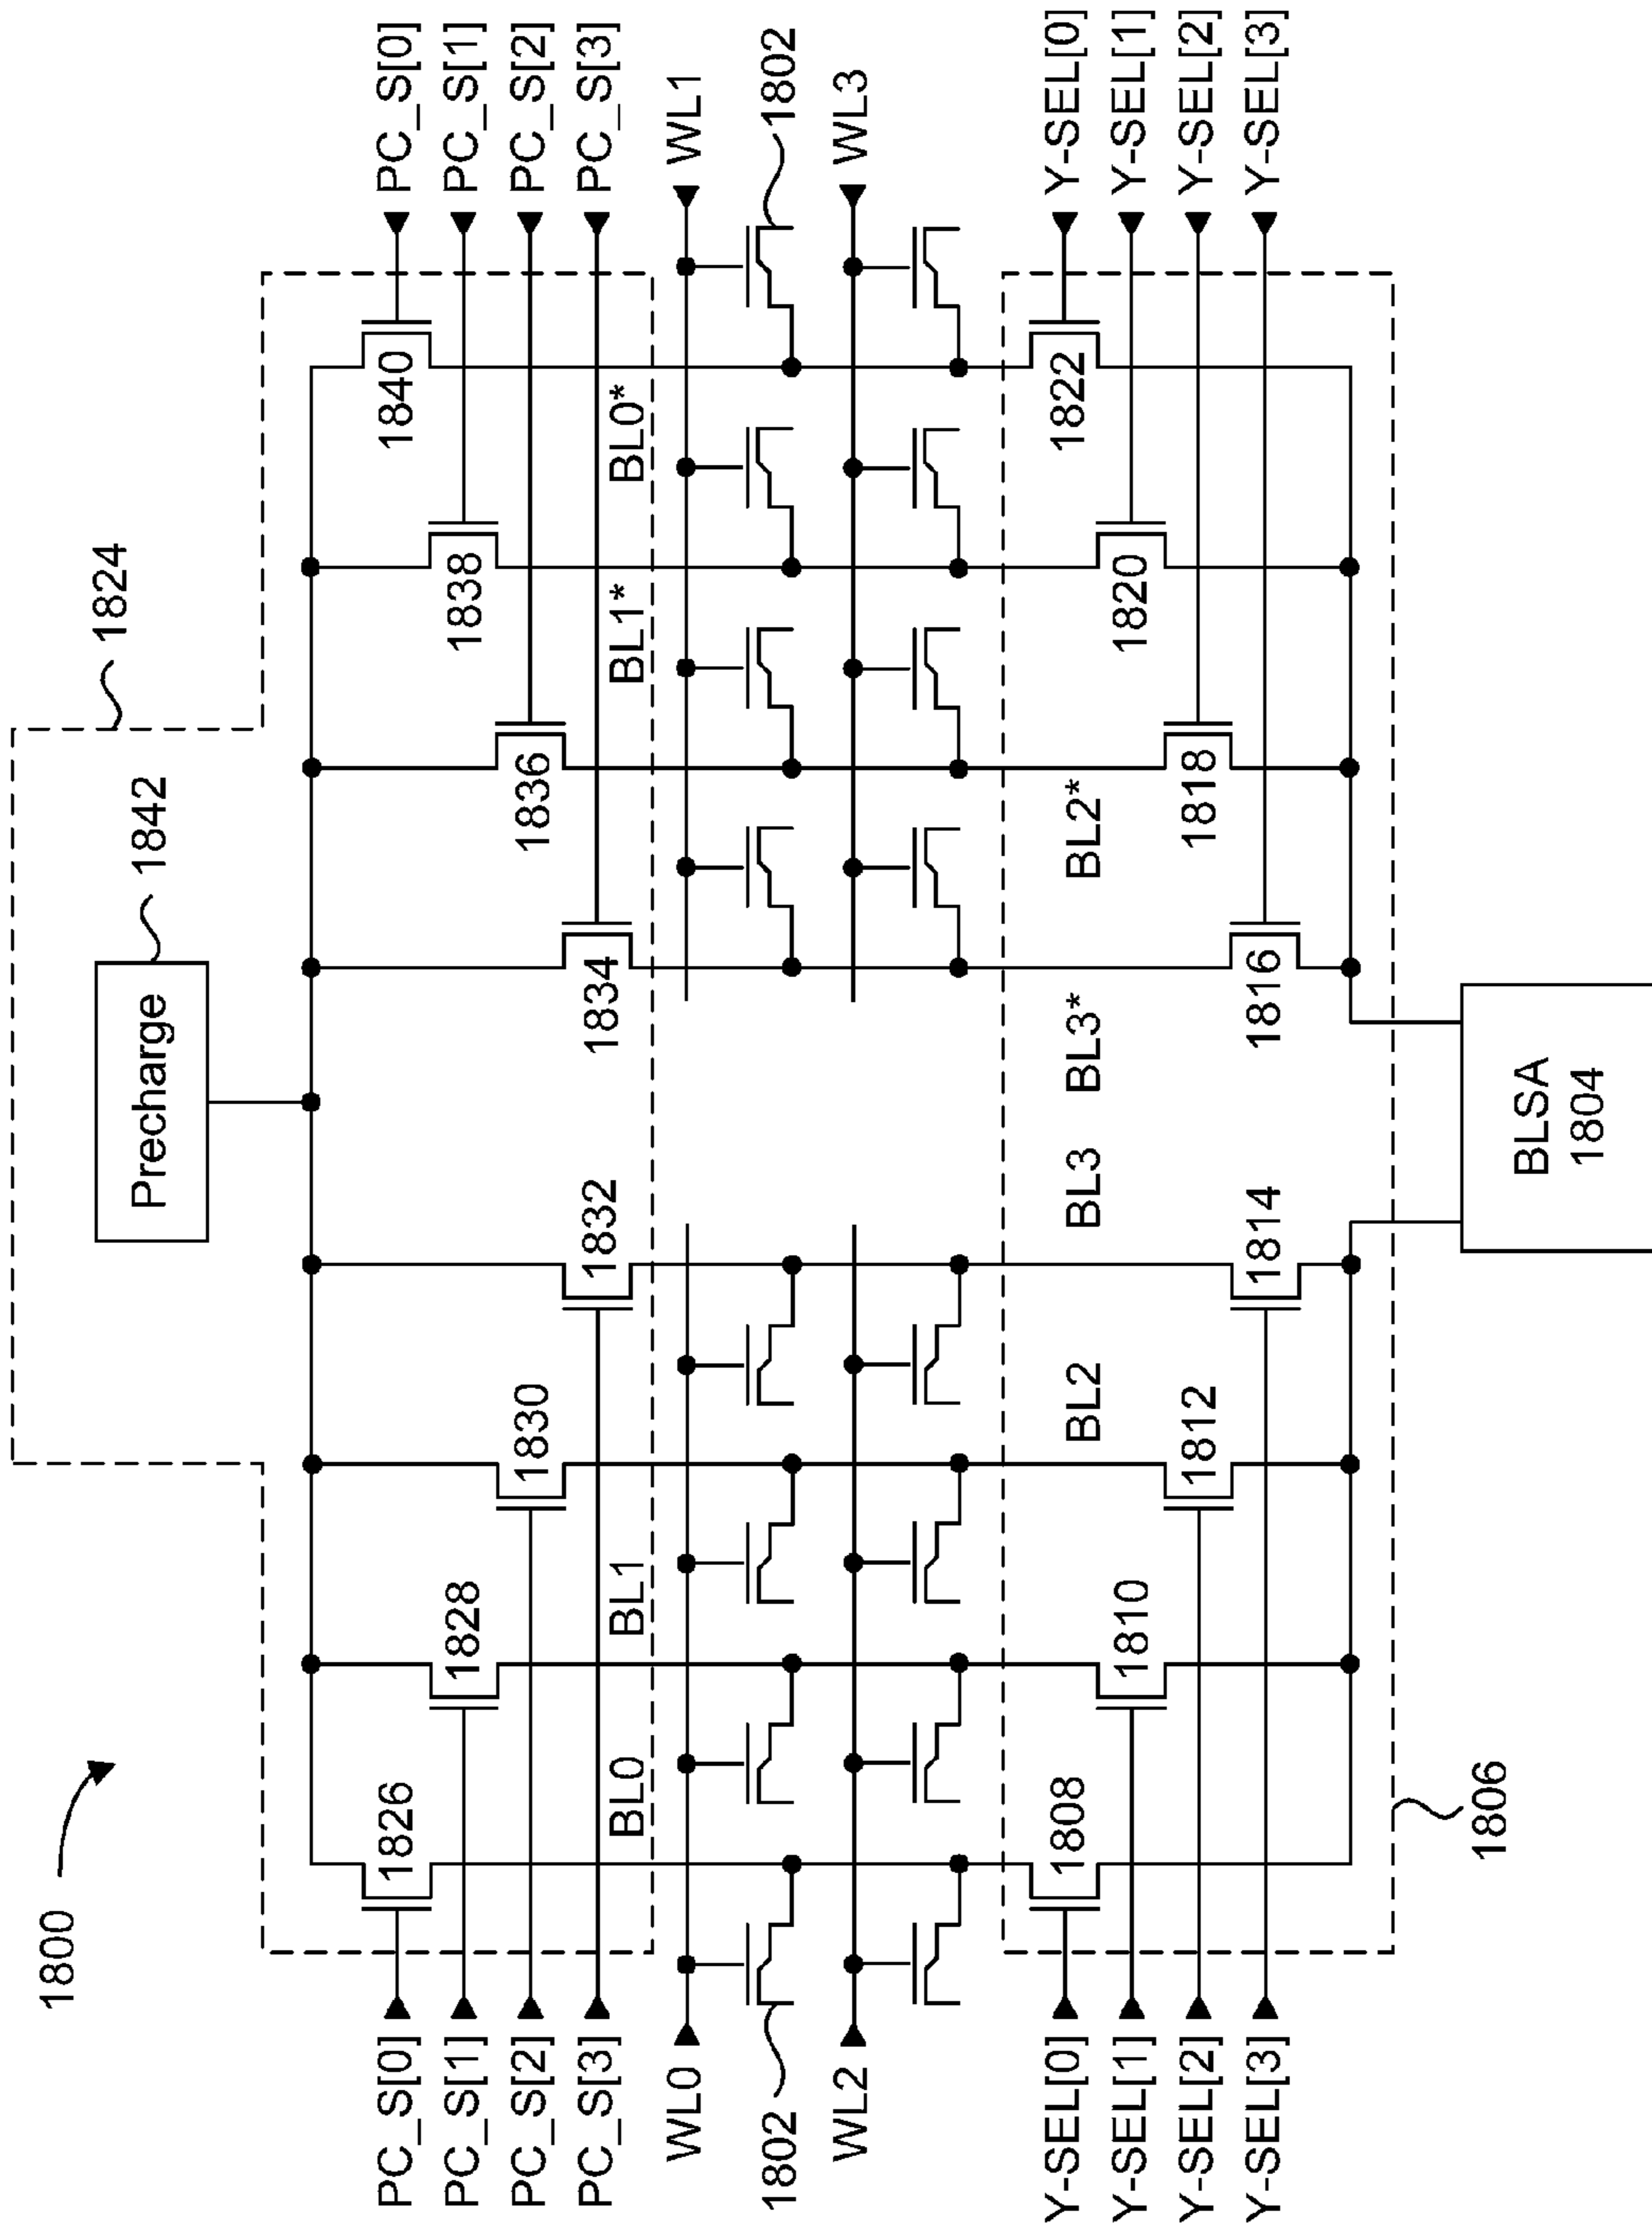 1800
1824
Precharge
1842
PC_S[0]
PC_S[1]
PC_S[2]
PC_S[3]
1826
1828
1830
1832
1834
1836
1838
1840
PC_S[0]
PC_S[1]
PC_S[2]
PC_S[3]
BL0
BL1
BL1*
BL0*
WL0
WL1
1802
1802
WL2
WL3
BL2
BL3
BL3*
BL2*
Y-SEL[0]
Y-SEL[1]
Y-SEL[2]
Y-SEL[3]
1808
1810
1812
1814
1816
1818
1820
1822
Y-SEL[0]
Y-SEL[1]
Y-SEL[2]
Y-SEL[3]
1806
BLSA
1804